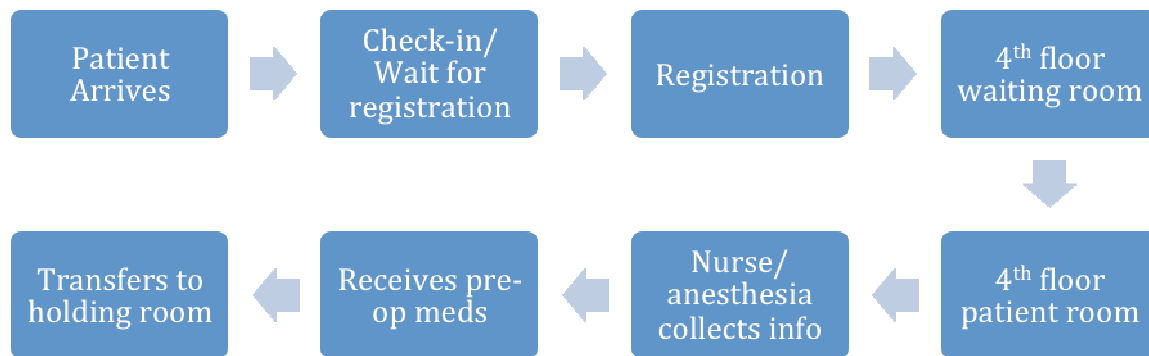 Patient
Arrives
Check-in/
Wait for
registration
Registration
4th floor
waiting room
4th floor
patient room
Nurse/
anesthesia
collects info
Receives pre-
op meds
Transfers to
holding room